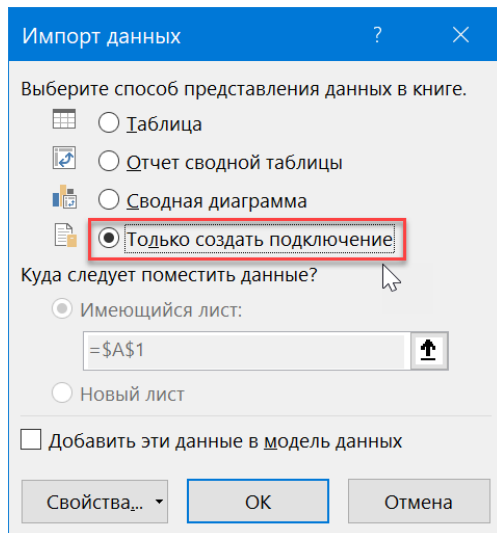 Импорт данных ?
Выберите способ представления данных в книге.
Таблица
Отчет сводной таблицы
Сводная диаграмма
Только создать подключение
Куда следует поместить данные?
Имеющийся лист:
=$A$1
Новый лист
Добавить эти данные в модель данных
Свойства... ОК Отмена